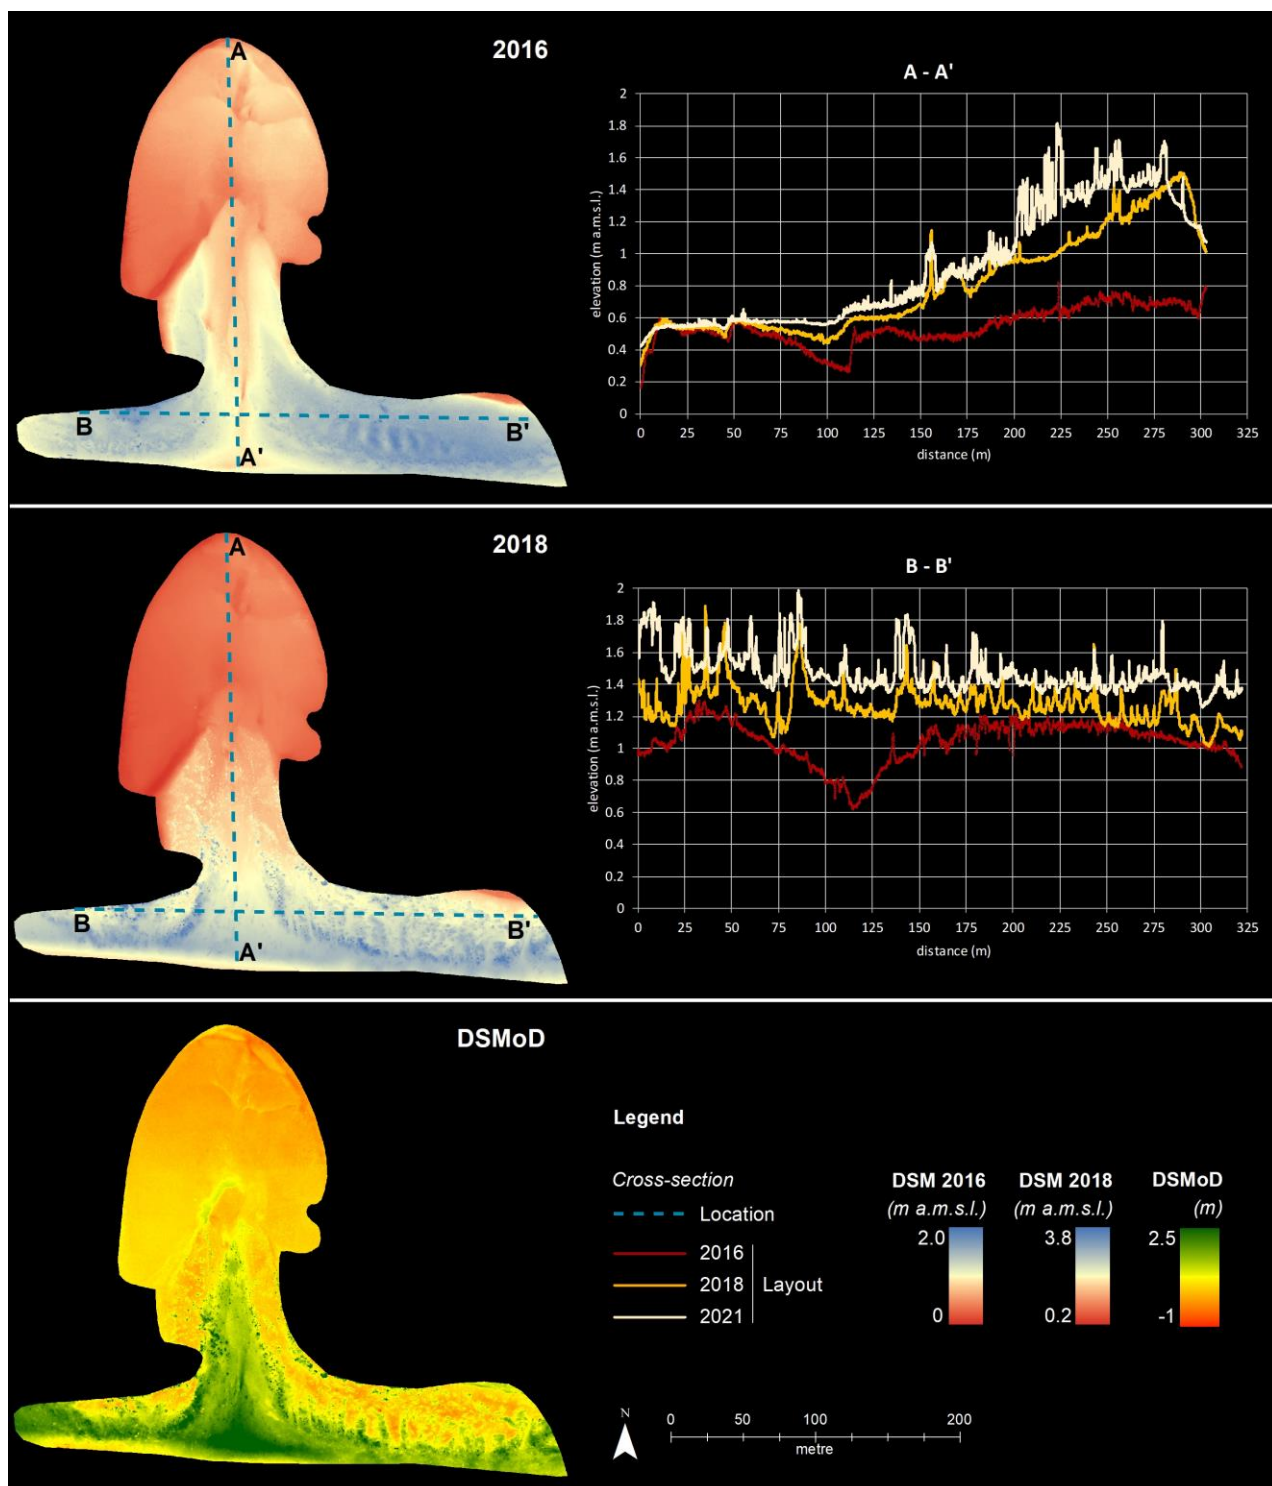 2016
A
B
B'
A'
A - A'
elevation (m a.m.s.l.)
2
1.8
1.6
1.4
1.2
1
0.8
0.6
0.4
0.2
0
0 25 50 75 100 125 150 175 200 225 250 275 300 325
distance (m)
2018
A
B
B'
A'
B - B'
elevation (m a.m.s.l.)
2
1.8
1.6
1.4
1.2
1
0.8
0.6
0.4
0.2
0
0 25 50 75 100 125 150 175 200 225 250 275 300 325
distance (m)
DSMoD
Legend
Cross-section
Location
2016
2018
2021
Layout
DSM 2016
(m a.m.s.l.)
2.0
0
DSM 2018
(m a.m.s.l.)
3.8
0.2
DSMoD
(m)
2.5
-1
N
0 50 100 200
metre